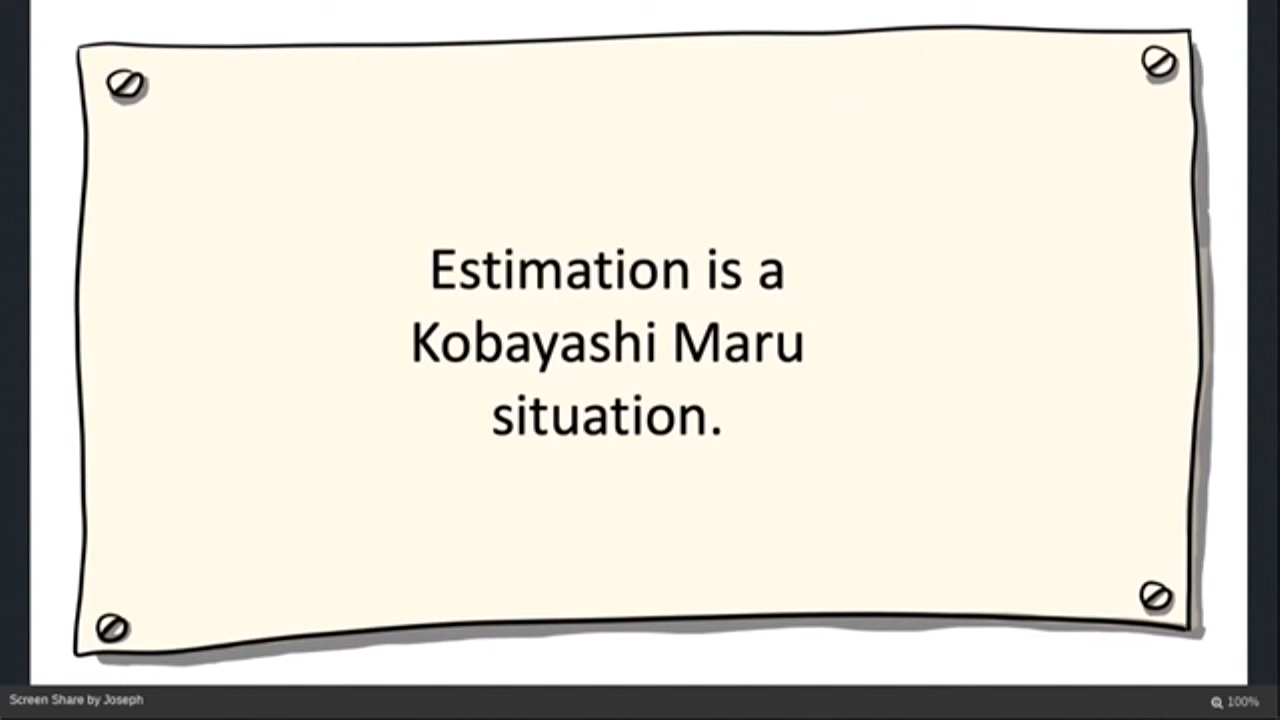 Estimation is a
Kobayashi Maru
situation.
Screen Share by Joseph
100%